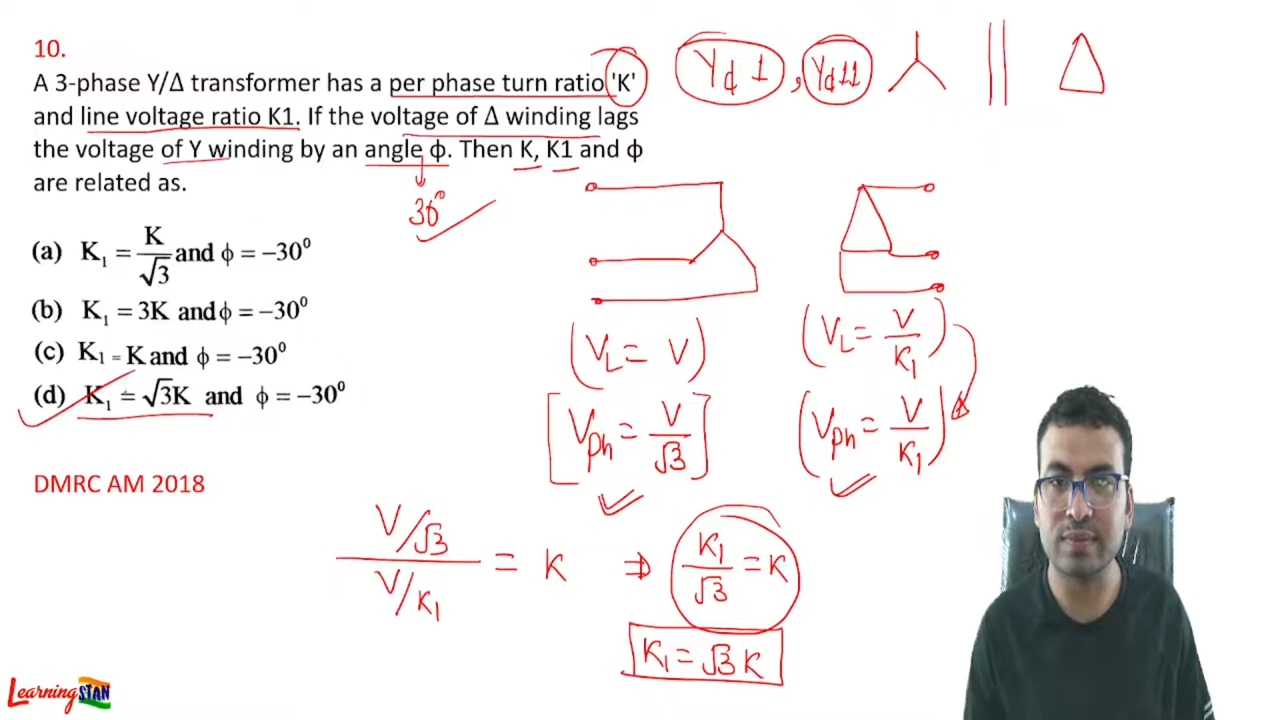 10.
A 3-phase Y/Δ transformer has a per phase turn ratio 'K'
and line voltage ratio K1. If the voltage of Δ winding lags
the voltage of Y winding by an angle ϕ. Then K, K1 and ϕ
are related as.
30°
(a) K₁ = K/√3 and ϕ = −30⁰
(b) K₁ = 3K and ϕ = −30⁰
(c) K₁ = K and ϕ = −30⁰
(d) K₁ = √3K and ϕ = −30⁰
DMRC AM 2018
Yd1, Yd11
(V_L = V)
(V_L = V/K₁)
[V_ph = V/√3]
(V_ph = V/K₁)
(V/√3)/(V/K₁) = K ⇒ K₁/√3 = K
K₁ = √3 K
LearningSTAN